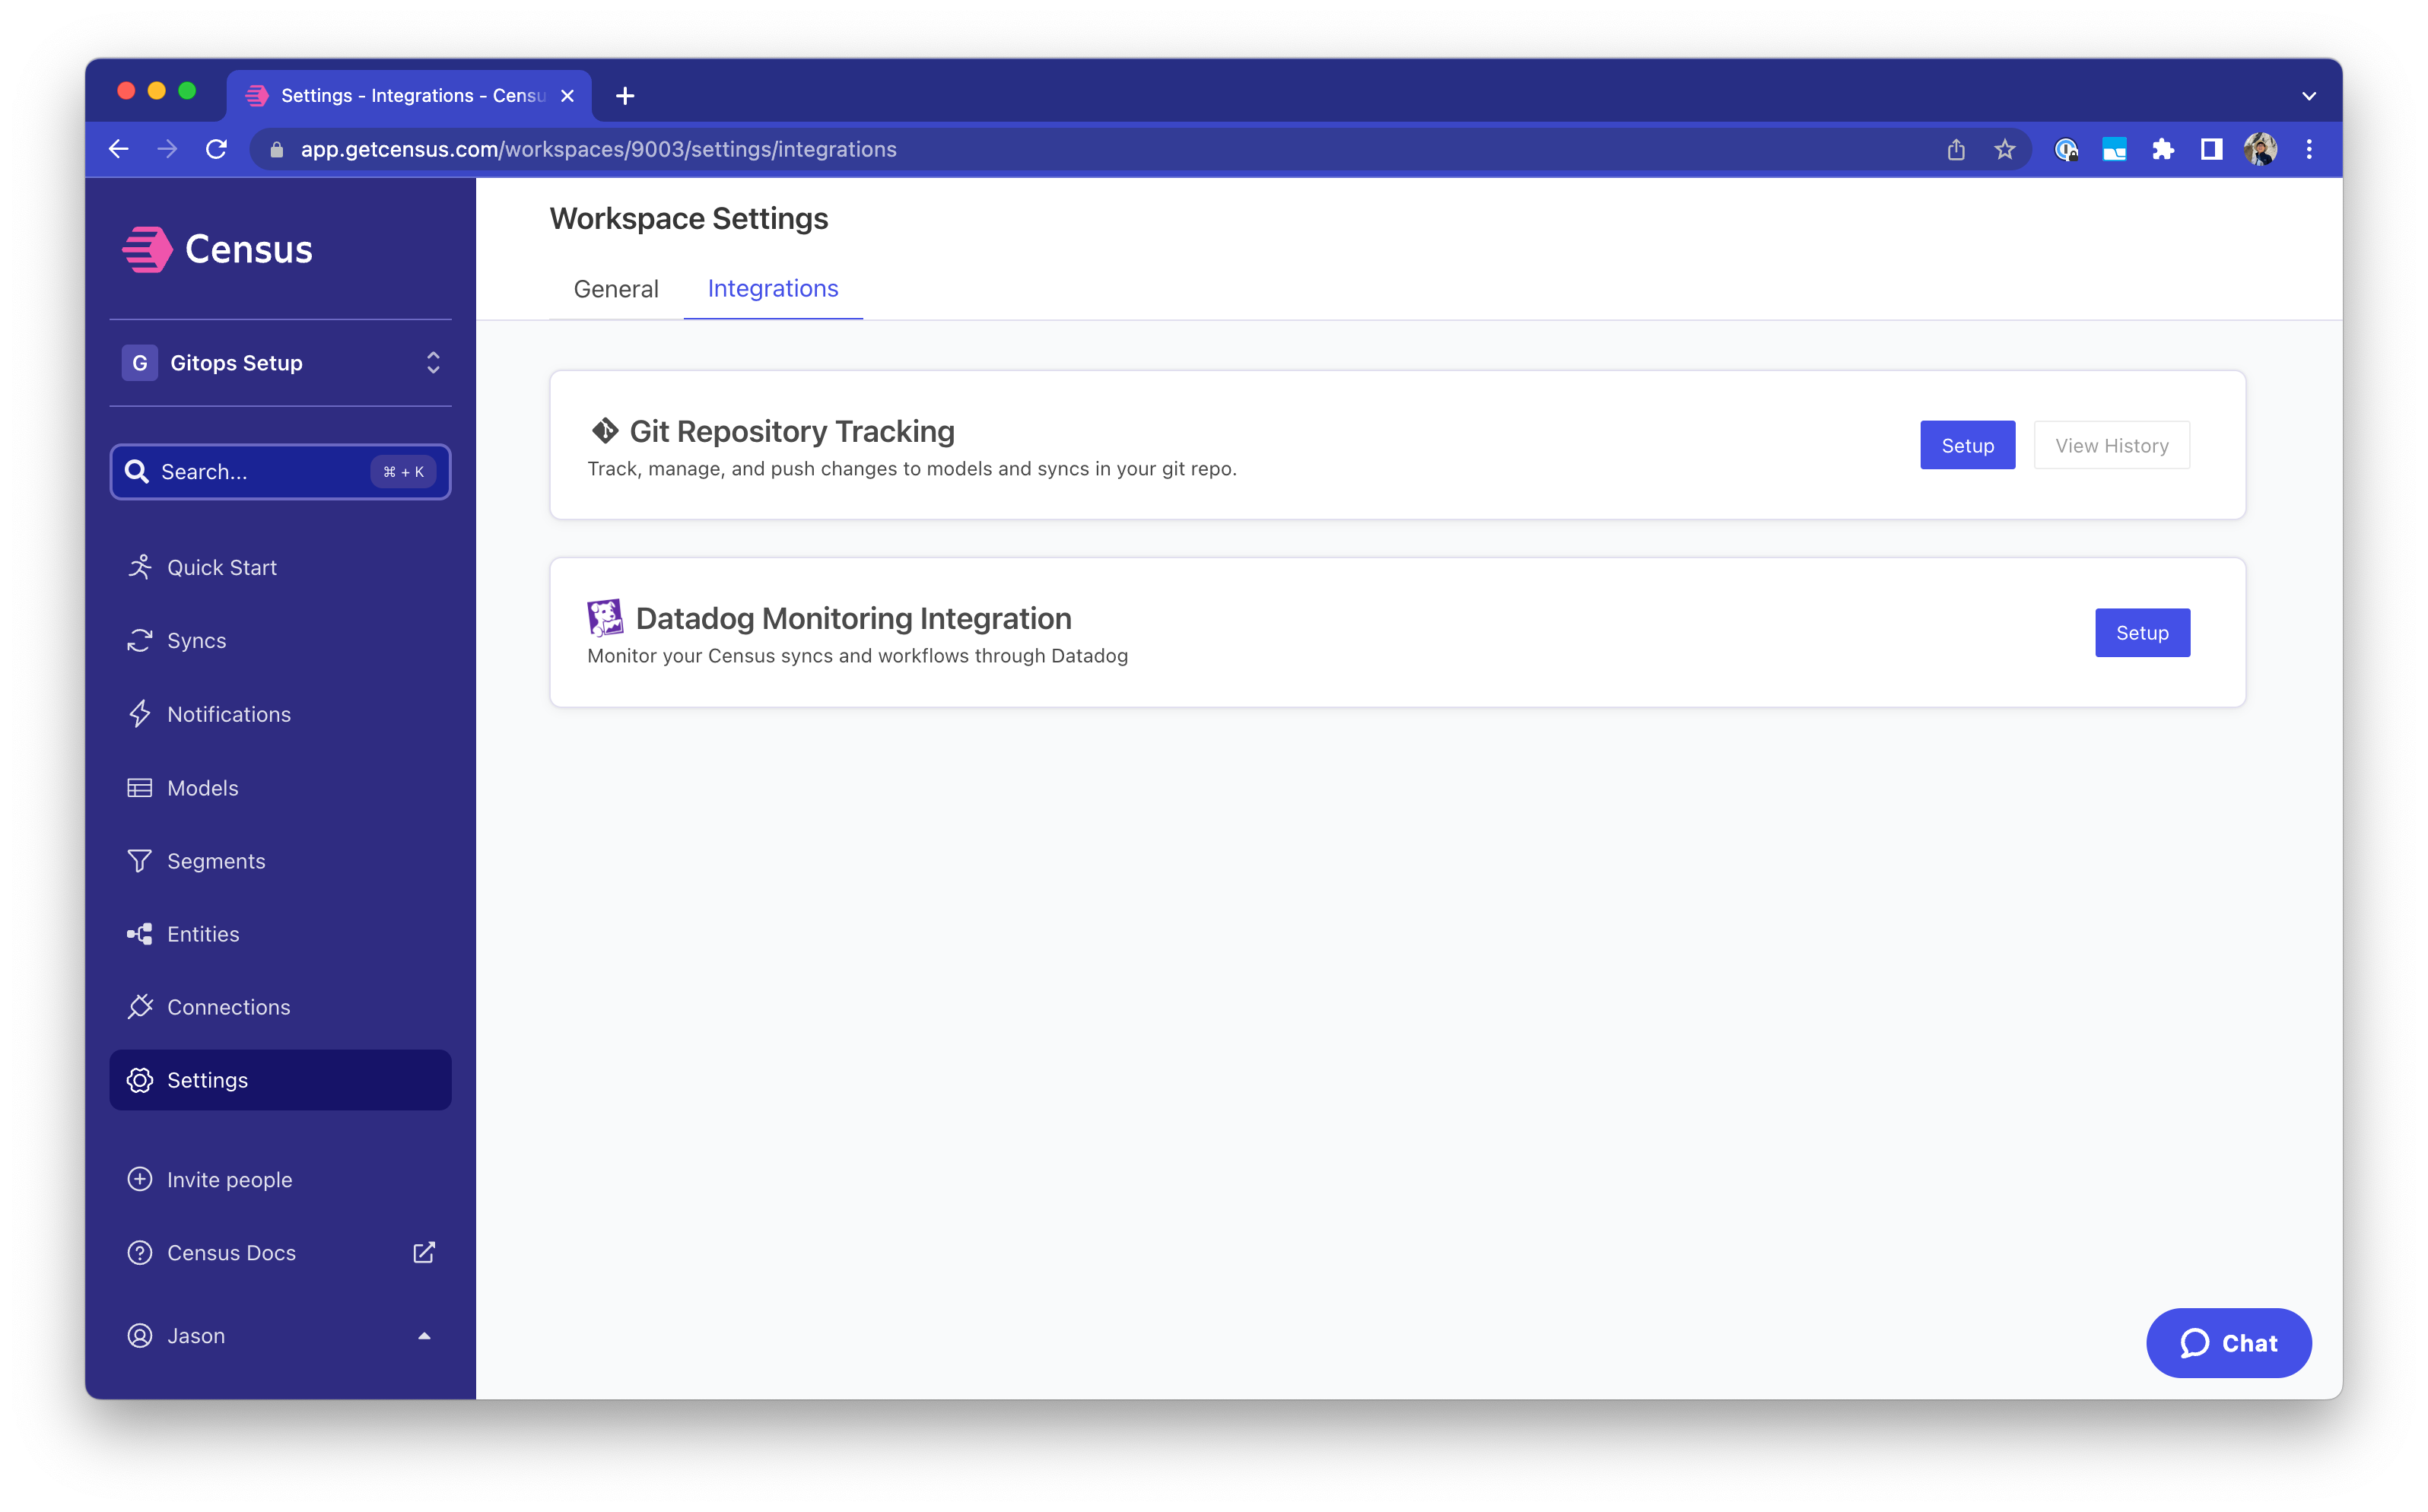 Settings - Integrations - Censu
app.getcensus.com/workspaces/9003/settings/integrations
Census
G Gitops Setup
Search... ⌘ + K
Quick Start
Syncs
Notifications
Models
Segments
Entities
Connections
Settings
Invite people
Census Docs
Jason
Workspace Settings
General Integrations
Git Repository Tracking
Track, manage, and push changes to models and syncs in your git repo.
Setup View History
Datadog Monitoring Integration
Monitor your Census syncs and workflows through Datadog
Setup
Chat